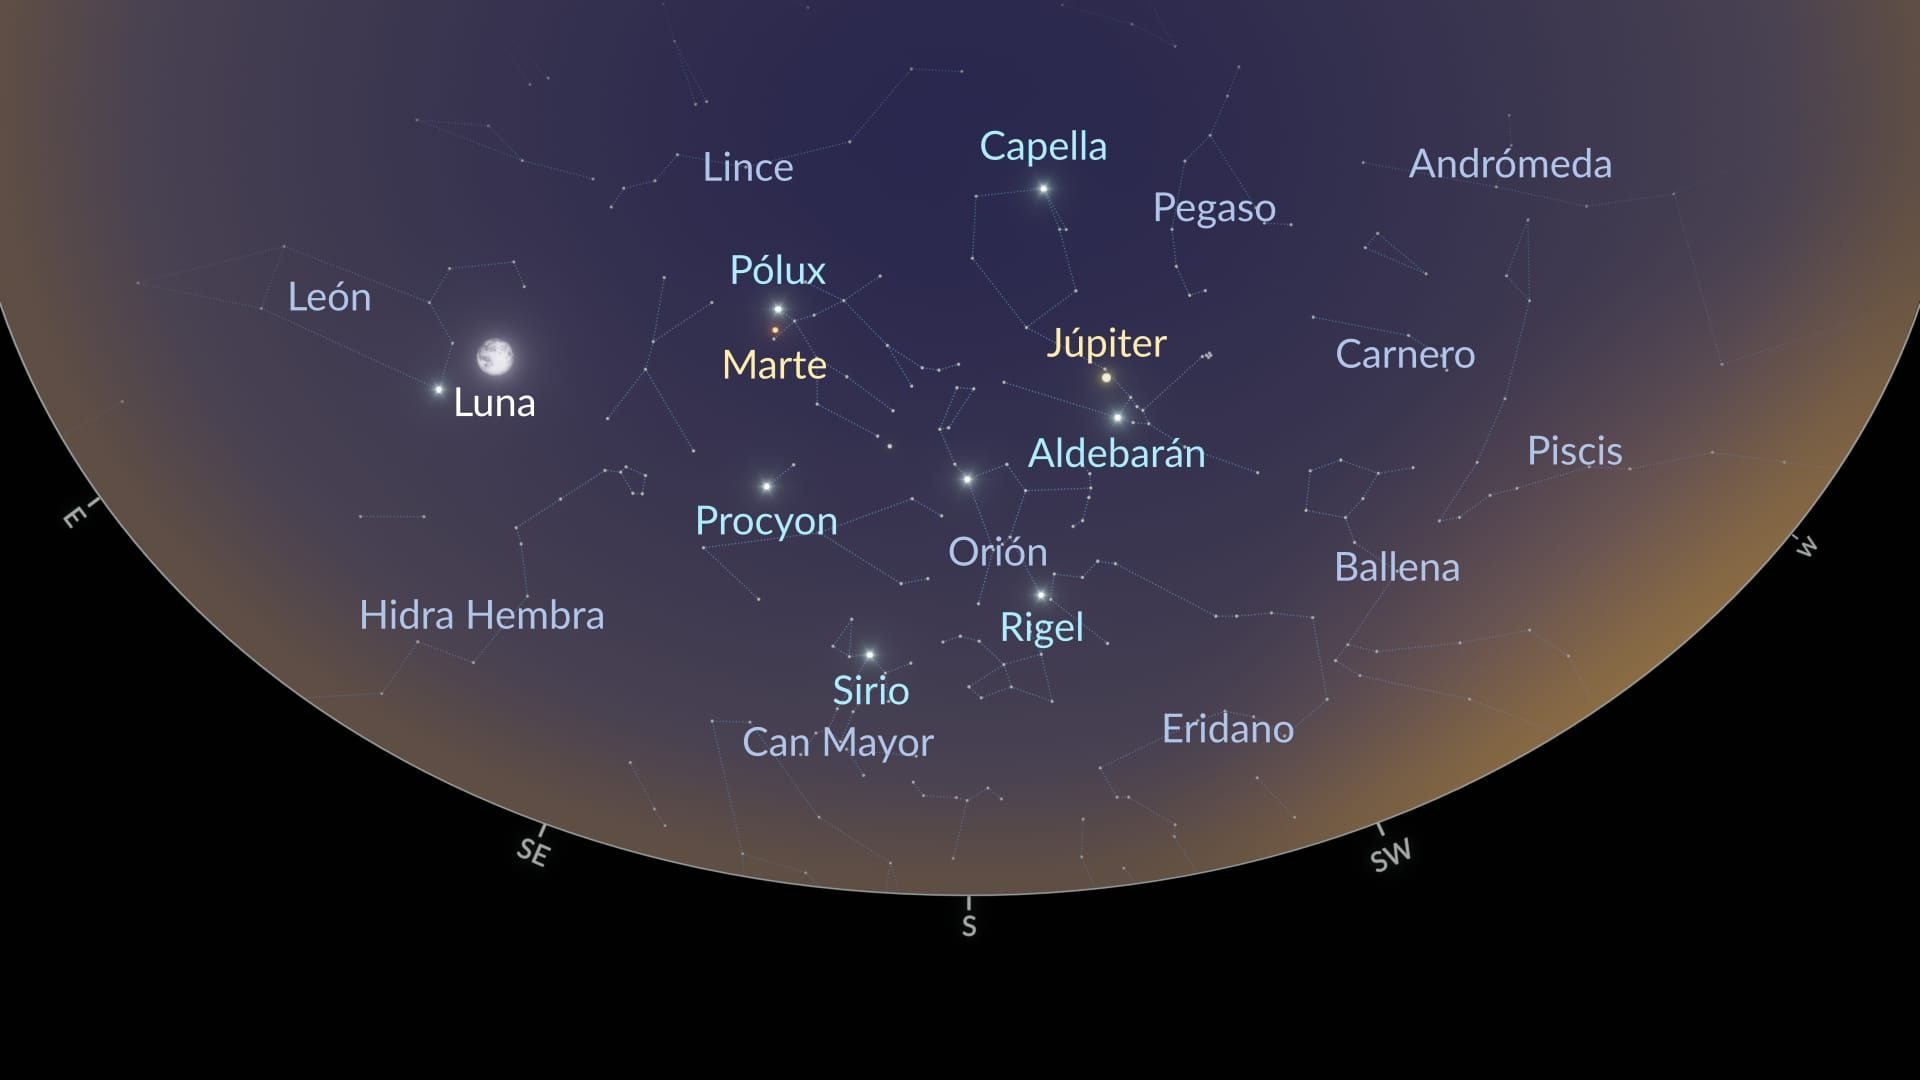 Capella
Lince
Andrómeda
Pegaso
Pólux
León
Júpiter
Marte
Carnero
Luna
Aldebarán
Piscis
Procyon
Orión
Ballena
Hidra Hembra
Rigel
Sirio
Can Mayor
Eridano
E
W
SE
SW
S